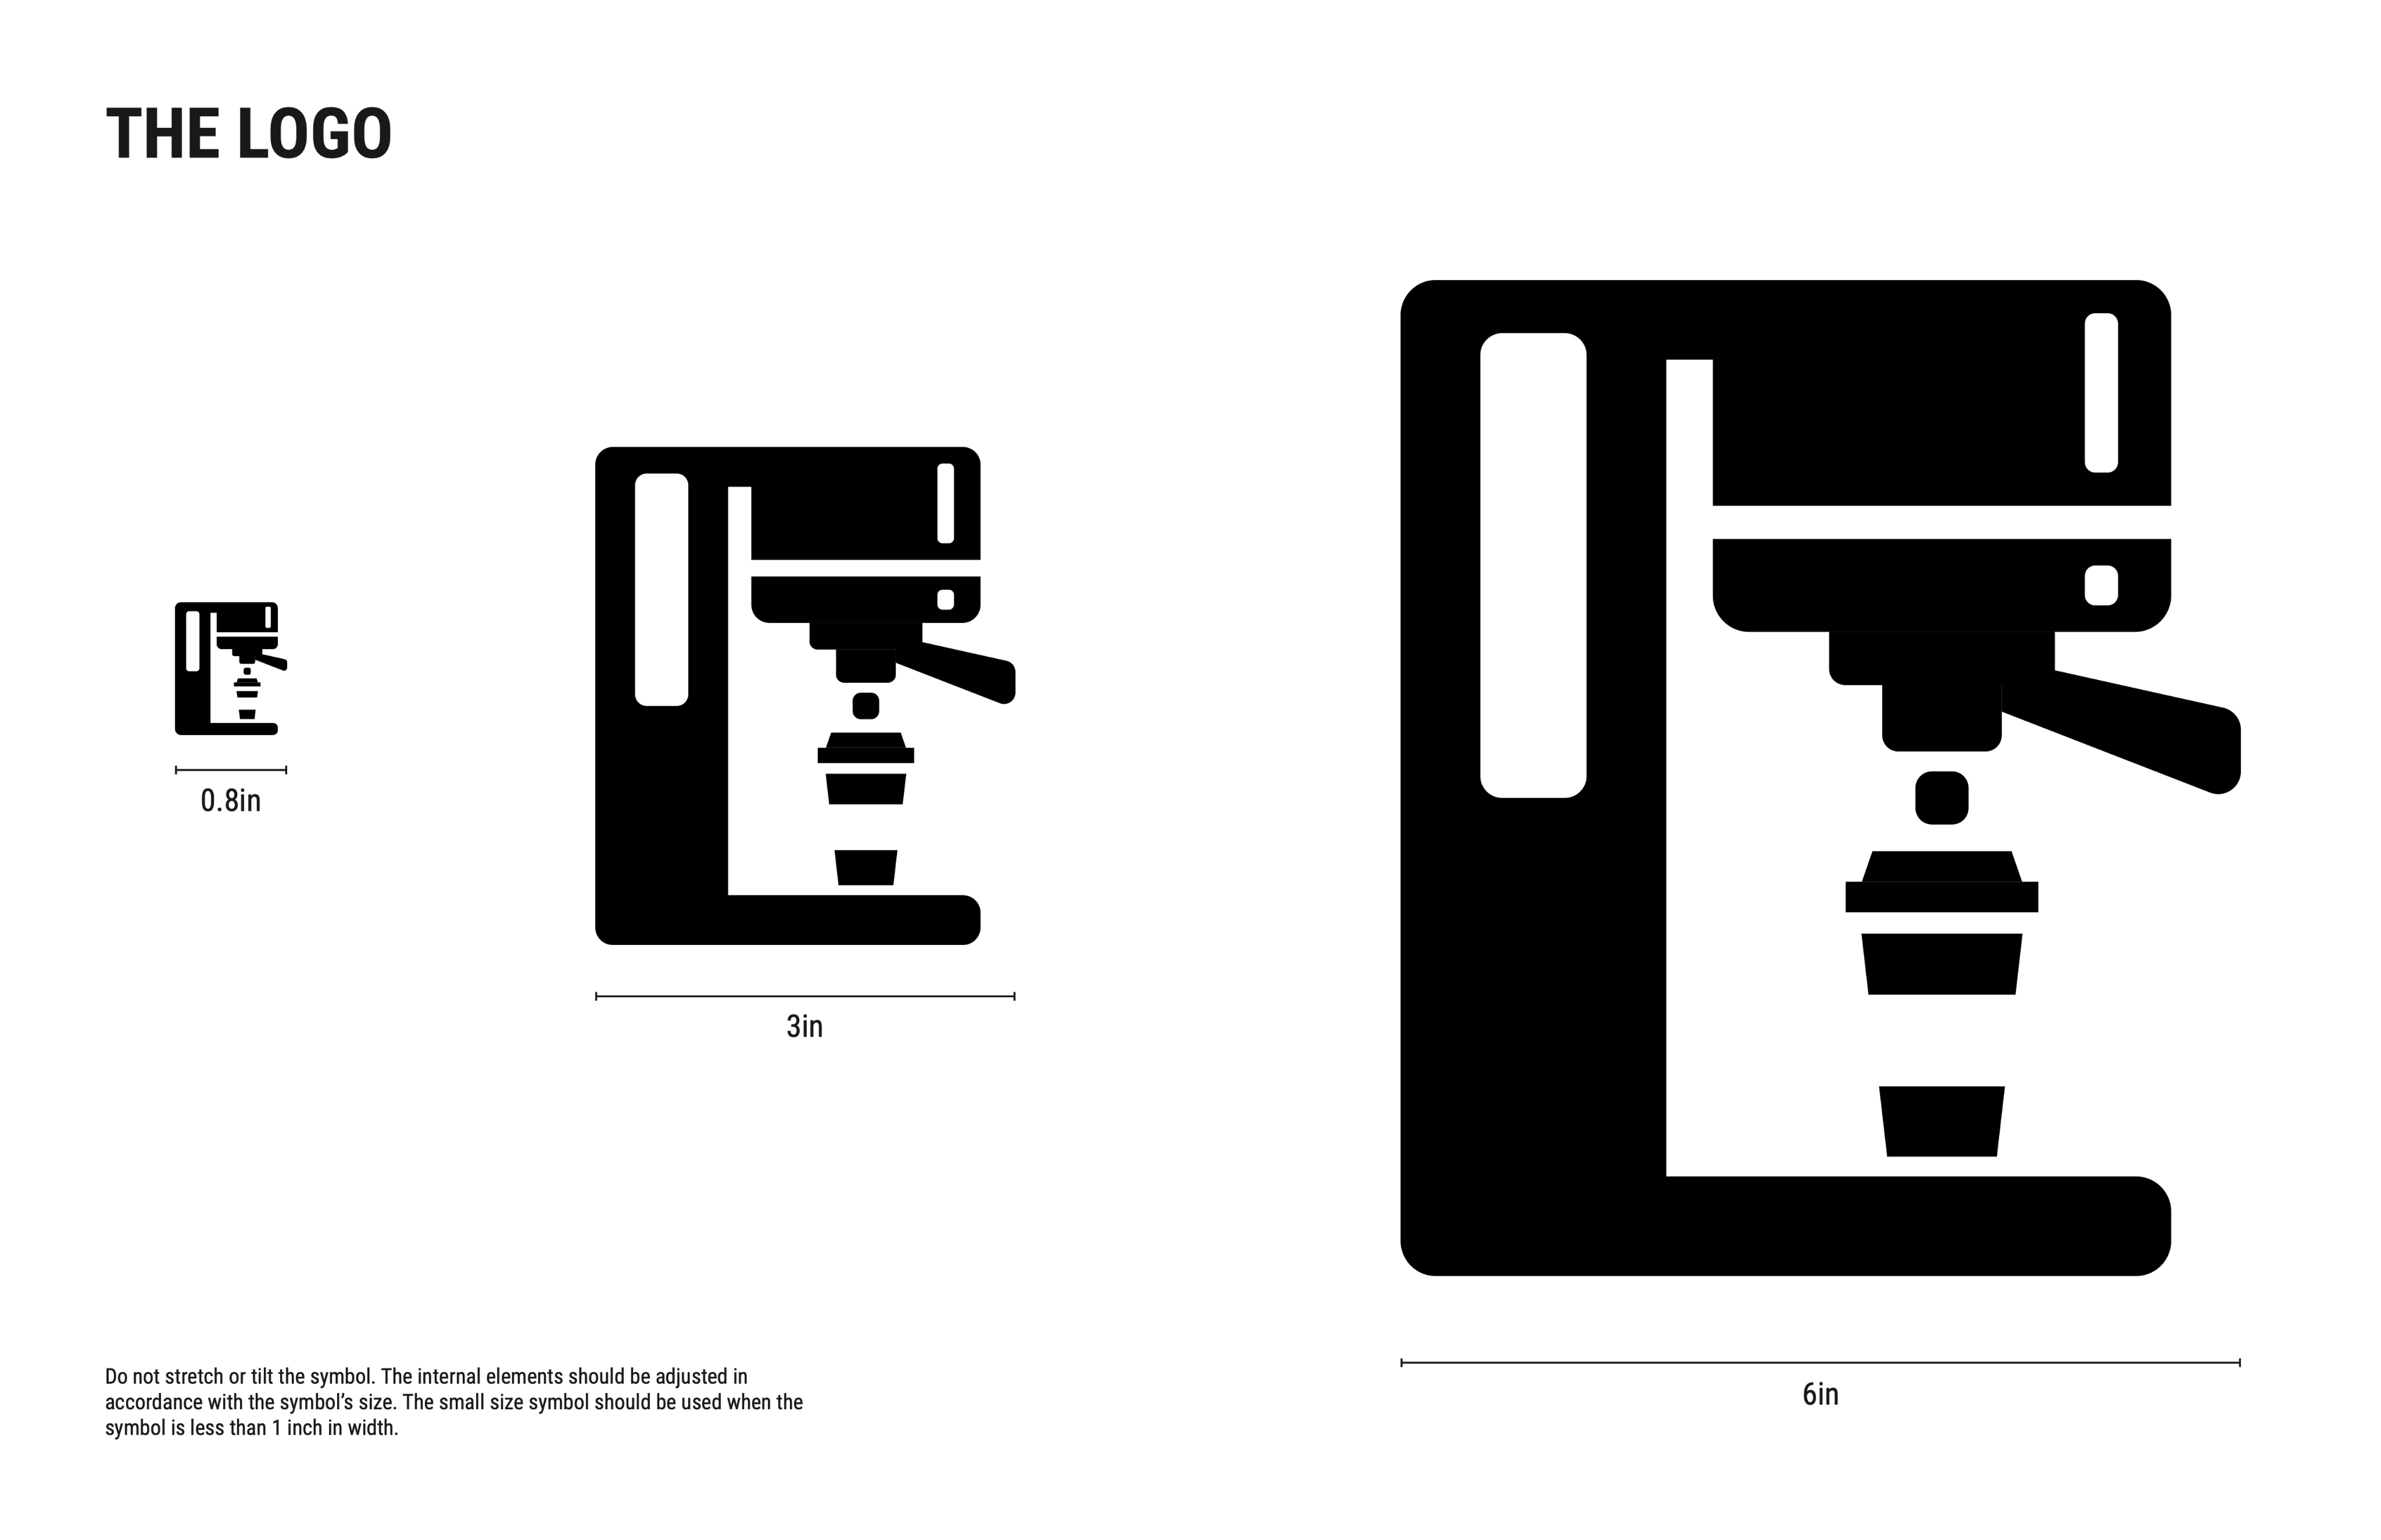 THE LOGO
0.8in
3in
6in
Do not stretch or tilt the symbol. The internal elements should be adjusted in
accordance with the symbol’s size. The small size symbol should be used when the
symbol is less than 1 inch in width.